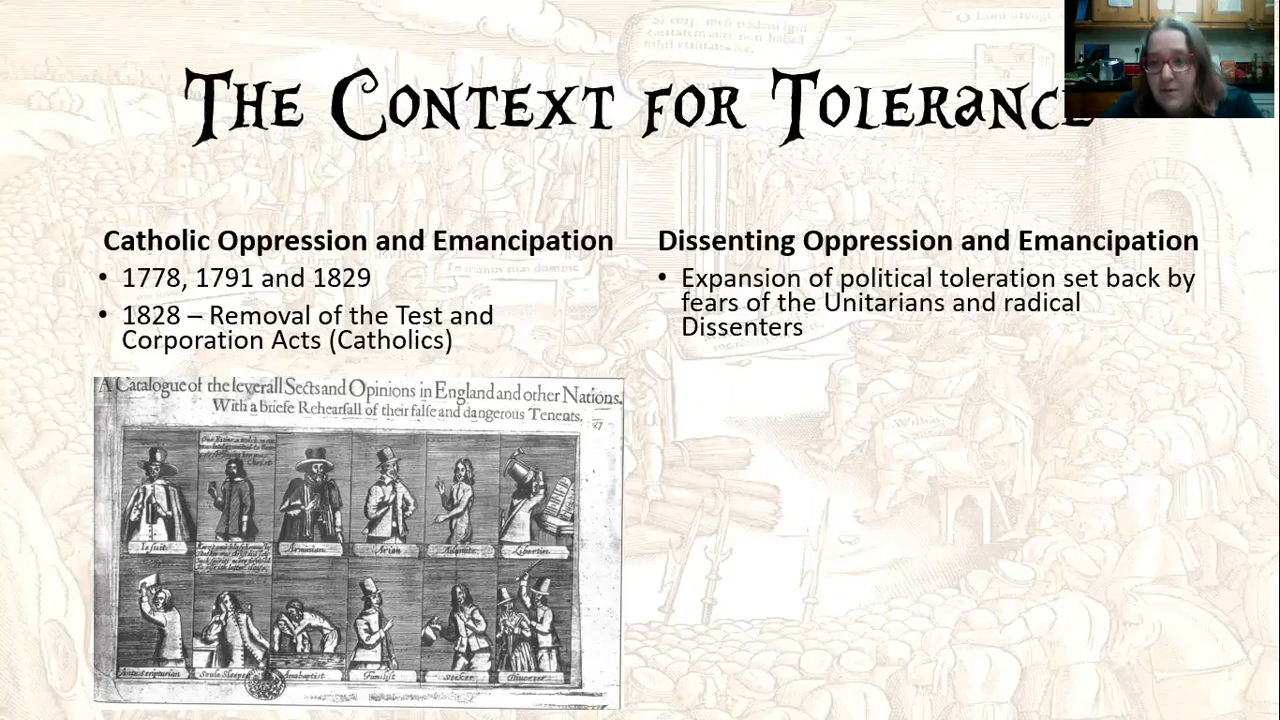 The Context for Tolerance
Catholic Oppression and Emancipation
• 1778, 1791 and 1829
• 1828 – Removal of the Test and
Corporation Acts (Catholics)
Dissenting Oppression and Emancipation
• Expansion of political toleration set back by
fears of the Unitarians and radical
Dissenters
A Catalogue of the severall Sects and Opinions in England and other Nations.
With a briefe Rehearsall of their false and dangerous Tenents.
Iesuit
Arminian
Arian
Adamite
Libertin
Soule Sleeper
Anabaptist
Familist
Seeker